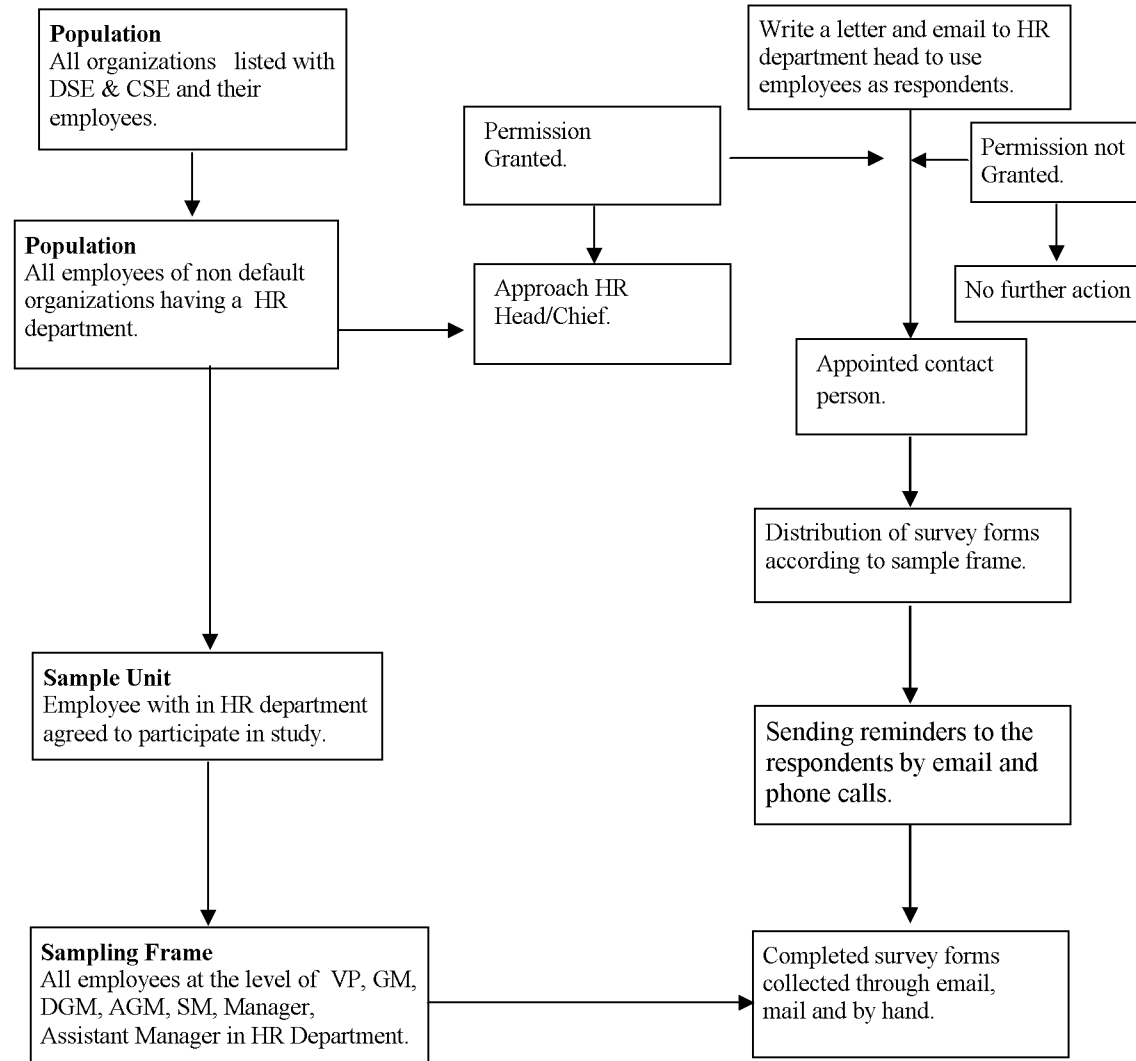 Population
All organizations listed with
DSE & CSE and their
employees.
Write a letter and email to HR
department head to use
employees as respondents.
Permission
Granted.
Permission not
Granted.
Population
All employees of non default
organizations having a HR
department.
Approach HR
Head/Chief.
No further action
Appointed contact
person.
Distribution of survey forms
according to sample frame.
Sample Unit
Employee with in HR department
agreed to participate in study.
Sending reminders to the
respondents by email and
phone calls.
Sampling Frame
All employees at the level of VP, GM,
DGM, AGM, SM, Manager,
Assistant Manager in HR Department.
Completed survey forms
collected through email,
mail and by hand.